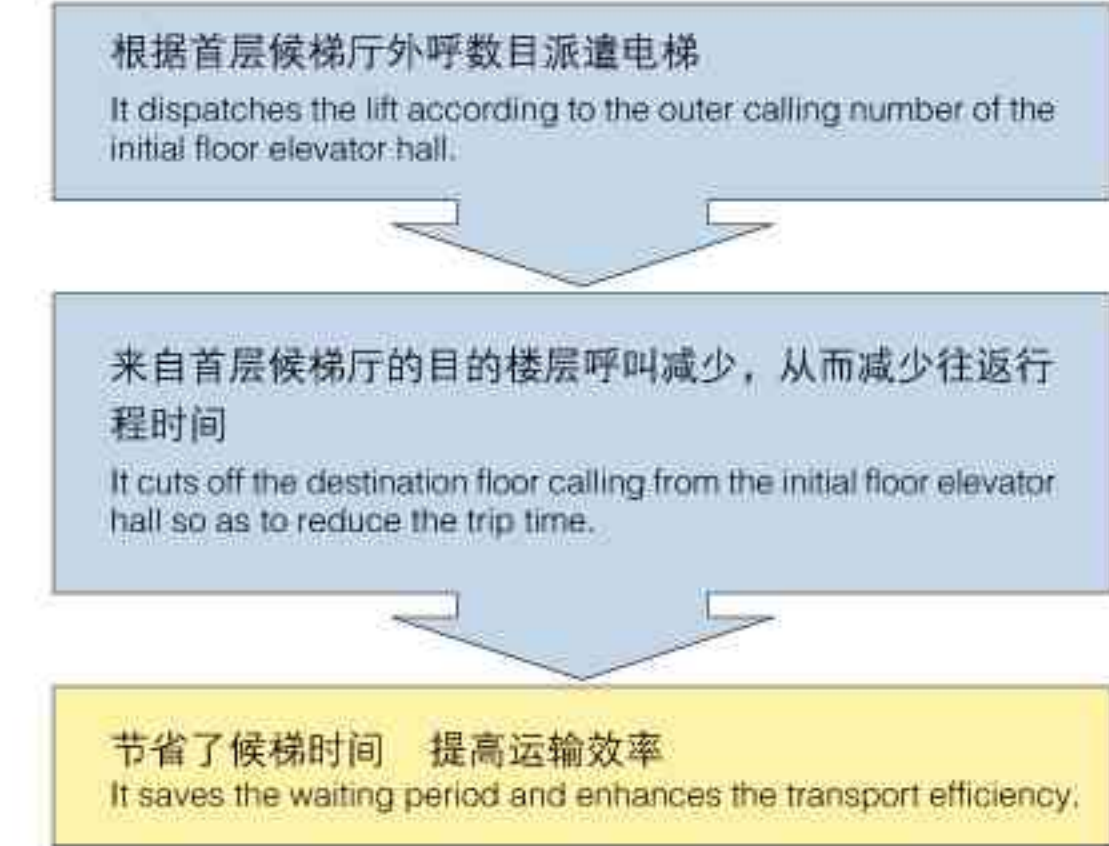 根据首层候梯厅外呼数目派遣电梯
It dispatches the lift according to the outer calling number of the
initial floor elevator hall.
来自首层候梯厅的目的楼层呼叫减少，从而减少往返行
程时间
It cuts off the destination floor calling from the initial floor elevator
hall so as to reduce the trip time.
节省了候梯时间　提高运输效率
It saves the waiting period and enhances the transport efficiency.